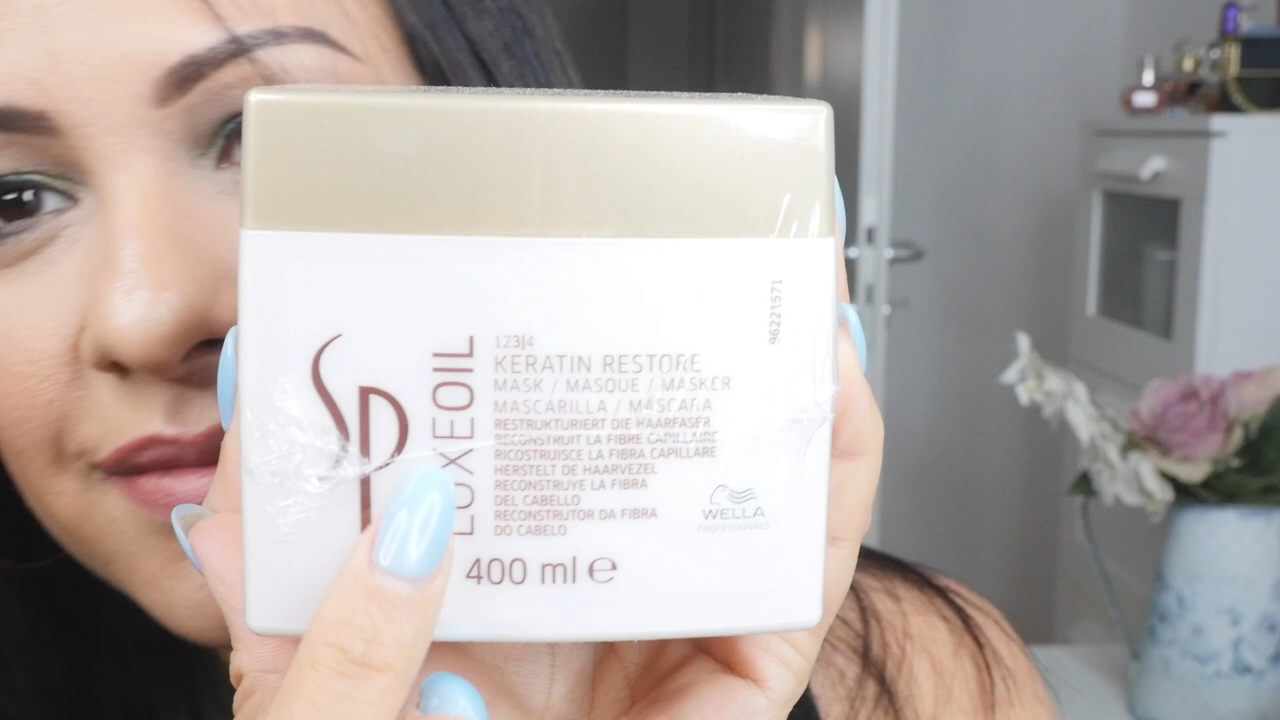 SP
LUXEOIL
123|4
KERATIN RESTORE
MASK / MASQUE / MASKER
MASCARILLA / MÁSCARA
RESTRUKTURIERT DIE HAARFASER
RECONSTRUIT LA FIBRE CAPILLAIRE
RICOSTRUISCE LA FIBRA CAPILLARE
HERSTELT DE HAARVEZEL
RECONSTRUYE LA FIBRA
DEL CABELLO
RECONSTRUTOR DA FIBRA
DO CABELO
400 ml e
96221571
WELLA
PROFESSIONALS